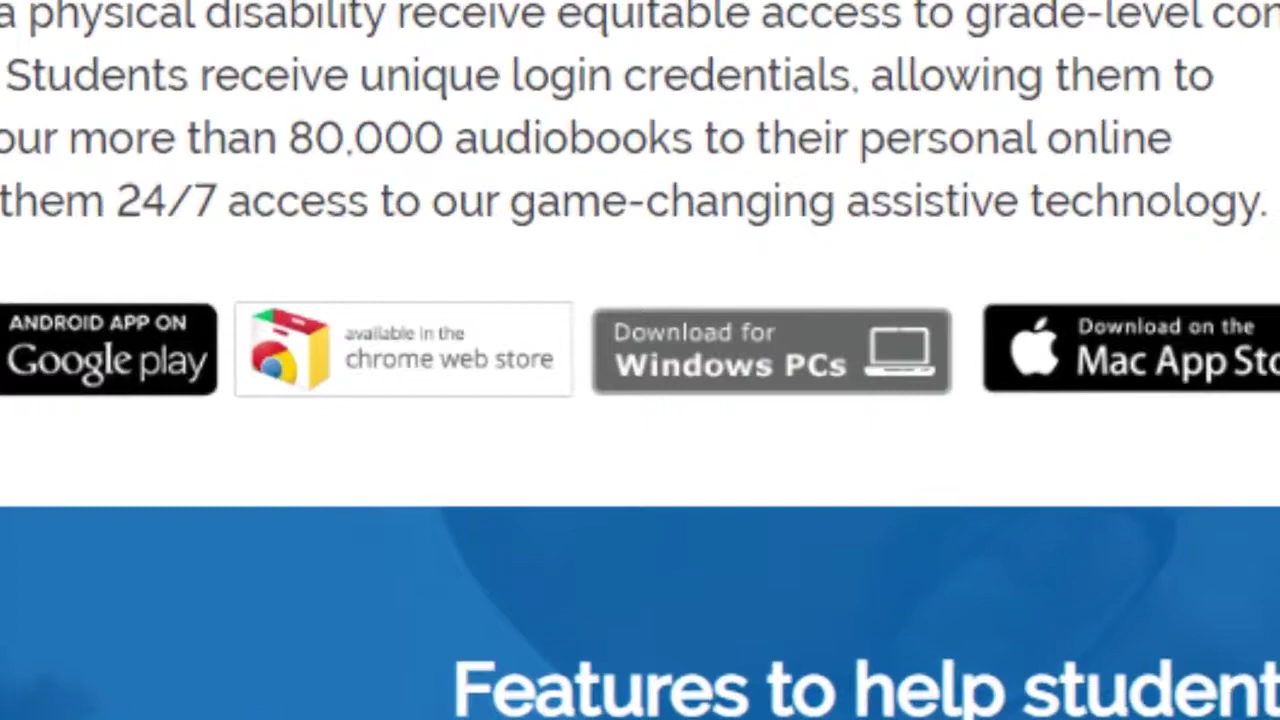 a physical disability receive equitable access to grade-level con
Students receive unique login credentials, allowing them to
our more than 80,000 audiobooks to their personal online
them 24/7 access to our game-changing assistive technology.
ANDROID APP ON
Google play
available in the
chrome web store
Download for
Windows PCs
Download on the
Mac App Sto
Features to help student